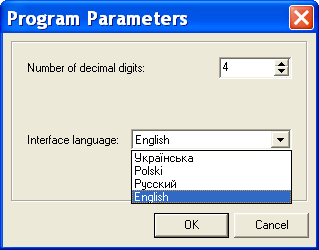 Program Parameters
Number of decimal digits: 4
Interface language: English
Українська
Polski
Русский
English
OK Cancel